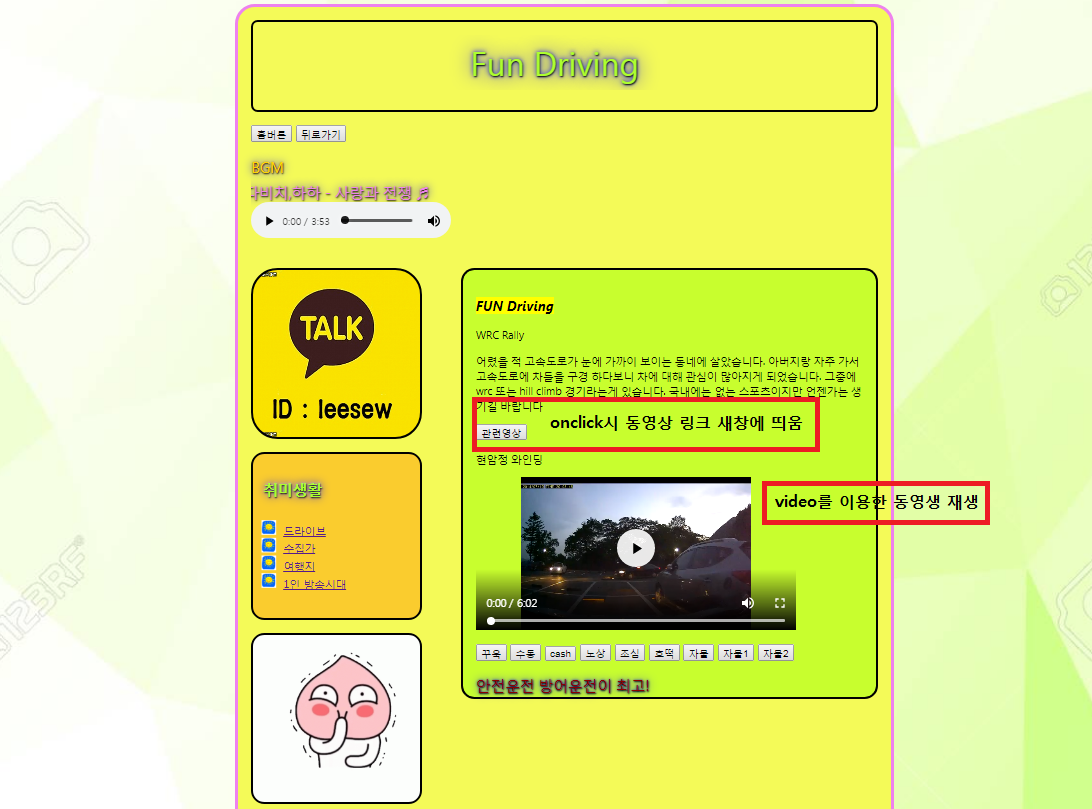 Fun Driving
홈버튼 뒤로가기
BGM
다비치,하하 - 사랑과 전쟁 ♬
0:00 / 3:53
TALK
ID : leesew
취미생활
드라이브
수집가
여행지
1인 방송시대
FUN Driving
WRC Rally
어렸을 적 고속도로가 눈에 가까이 보이는 동네에 살았습니다. 아버지랑 자주 가서
고속도로에 차들을 구경 하다보니 차에 대해 관심이 많아지게 되었습니다. 그중에
wrc 또는 hill climb 경기라는게 있습니다. 국내에는 없는 스포츠이지만 언젠가는 생
기길 바랍니다
관련영상 onclick시 동영상 링크 새창에 띄움
현암정 와인딩
video를 이용한 동영생 재생
0:00 / 6:02
꾸욱 수동 cash 노상 조심 호떡 자물 자물1 자물2
안전운전 방어운전이 최고!
123RF